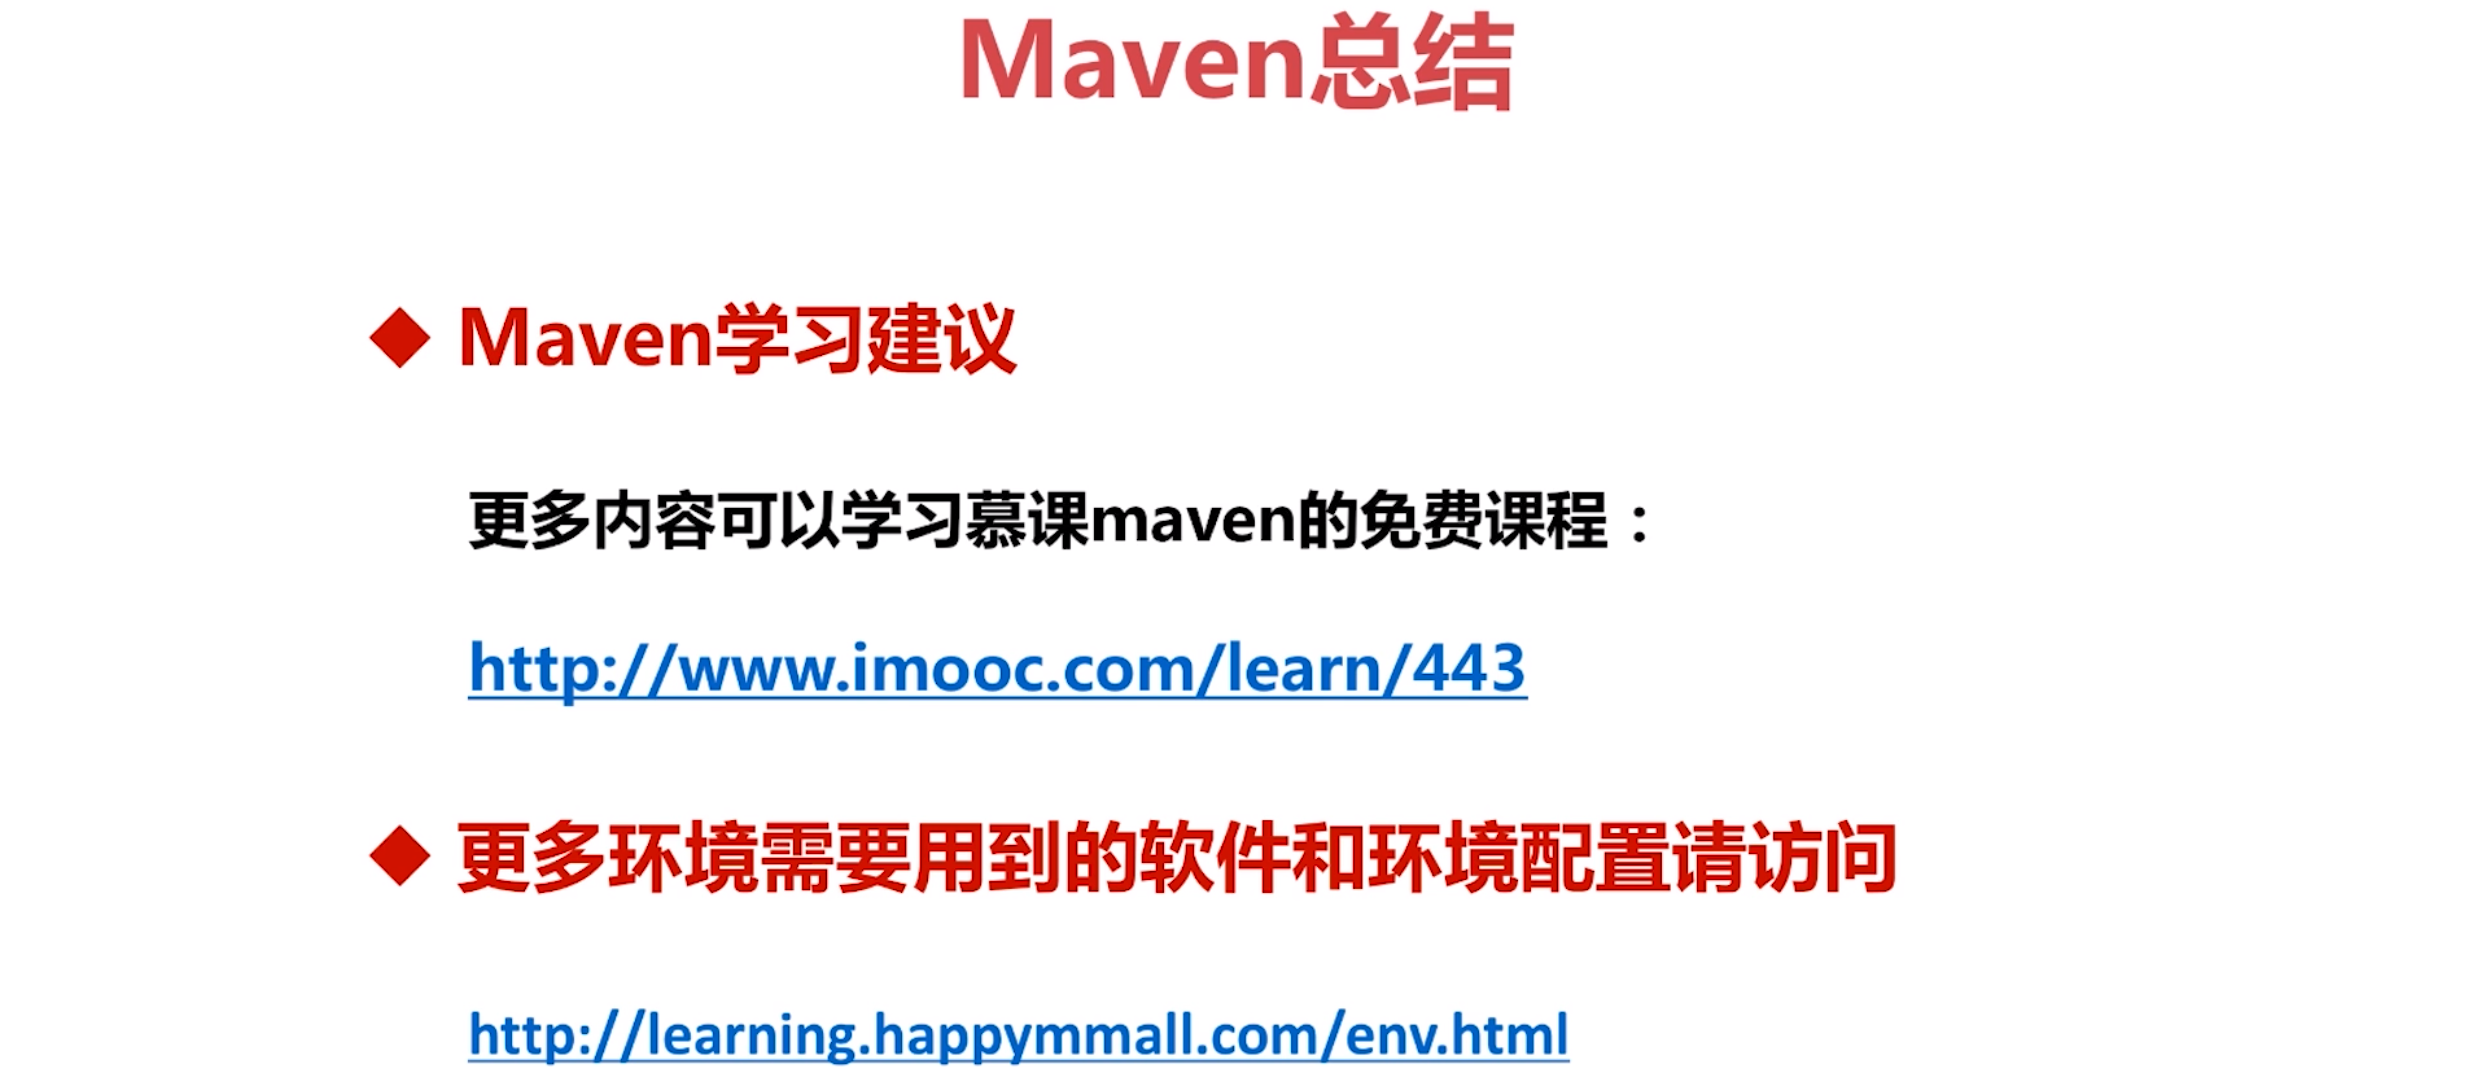 Maven总结
◆ Maven学习建议
更多内容可以学习慕课maven的免费课程：
http://www.imooc.com/learn/443
◆ 更多环境需要用到的软件和环境配置请访问
http://learning.happymmall.com/env.html